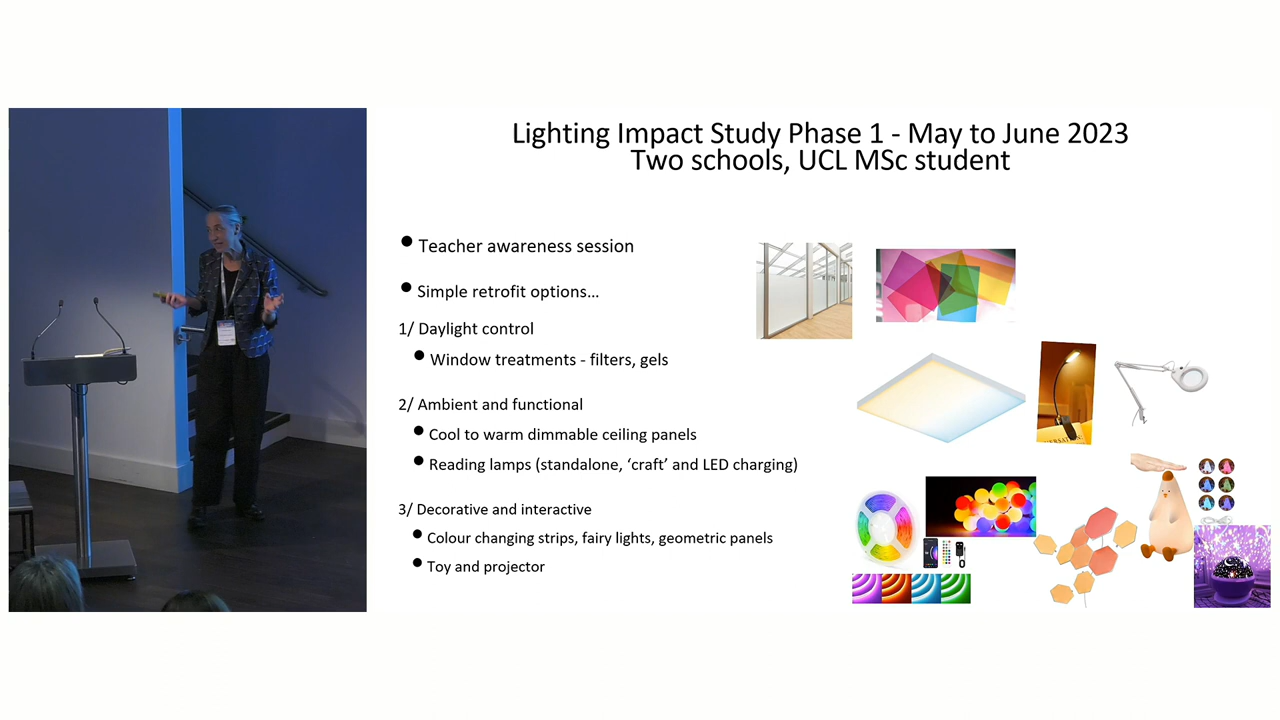 Lighting Impact Study Phase 1 - May to June 2023
Two schools, UCL MSc student
Teacher awareness session
Simple retrofit options...
1/ Daylight control
Window treatments - filters, gels
2/ Ambient and functional
Cool to warm dimmable ceiling panels
Reading lamps (standalone, ‘craft’ and LED charging)
3/ Decorative and interactive
Colour changing strips, fairy lights, geometric panels
Toy and projector